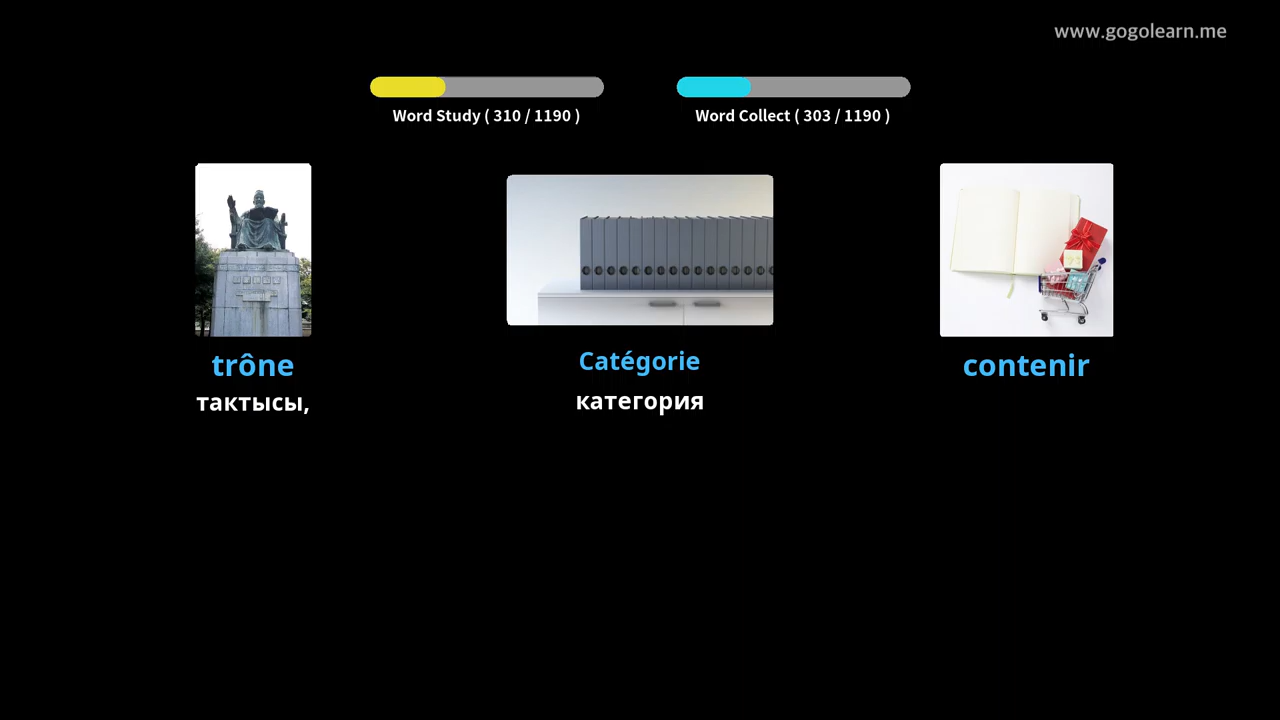 www.gogolearn.me
Word Study ( 310 / 1190 )
Word Collect ( 303 / 1190 )
trône
Catégorie
contenir
тактысы,
категория